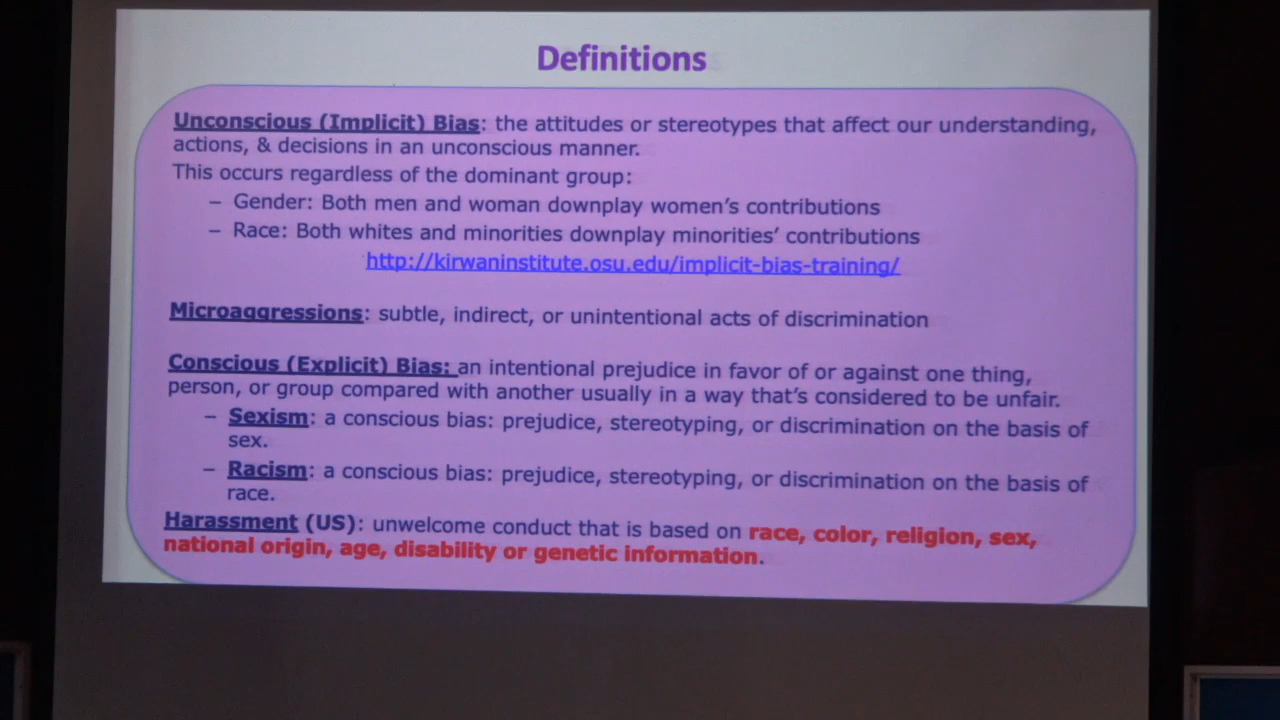 Definitions
Unconscious (Implicit) Bias: the attitudes or stereotypes that affect our understanding,
actions, & decisions in an unconscious manner.
This occurs regardless of the dominant group:
– Gender: Both men and woman downplay women's contributions
– Race: Both whites and minorities downplay minorities' contributions
http://kirwaninstitute.osu.edu/implicit-bias-training/
Microaggressions: subtle, indirect, or unintentional acts of discrimination
Conscious (Explicit) Bias: an intentional prejudice in favor of or against one thing,
person, or group compared with another usually in a way that's considered to be unfair.
– Sexism: a conscious bias: prejudice, stereotyping, or discrimination on the basis of
sex.
– Racism: a conscious bias: prejudice, stereotyping, or discrimination on the basis of
race.
Harassment (US): unwelcome conduct that is based on race, color, religion, sex,
national origin, age, disability or genetic information.